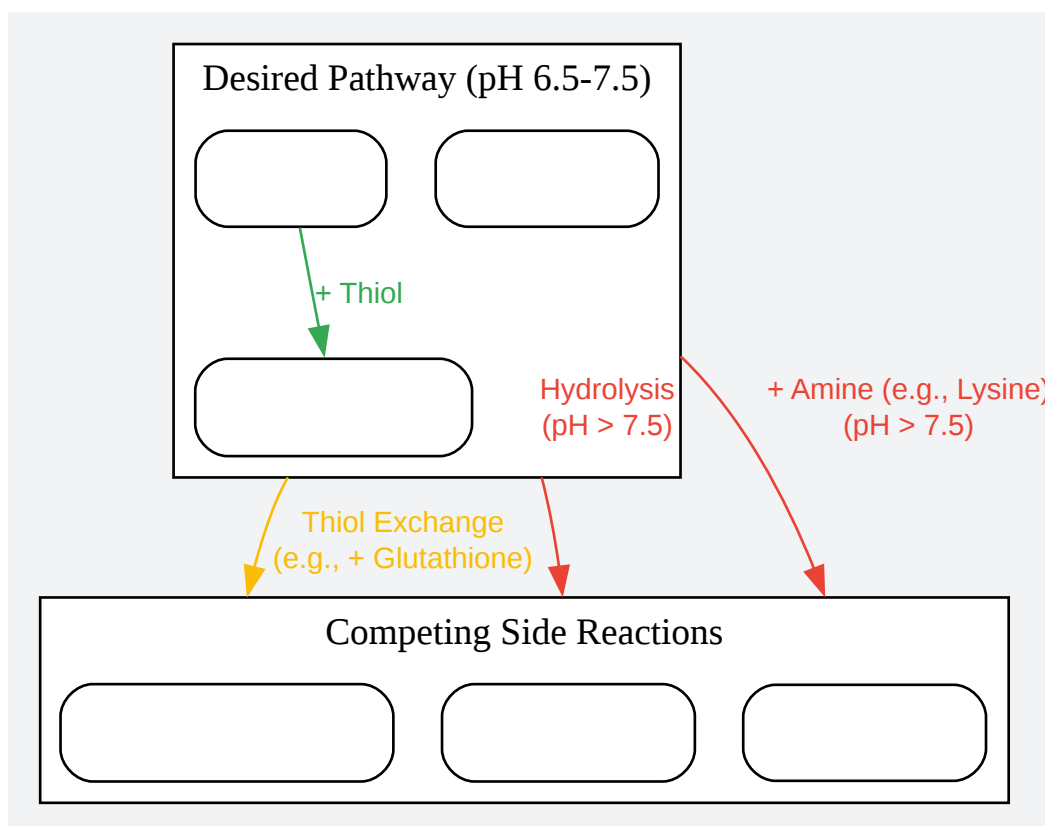 Desired Pathway (pH 6.5-7.5)
+ Thiol
Hydrolysis
(pH > 7.5)
+ Amine (e.g., Lysine)
(pH > 7.5)
Thiol Exchange
(e.g., + Glutathione)
Competing Side Reactions